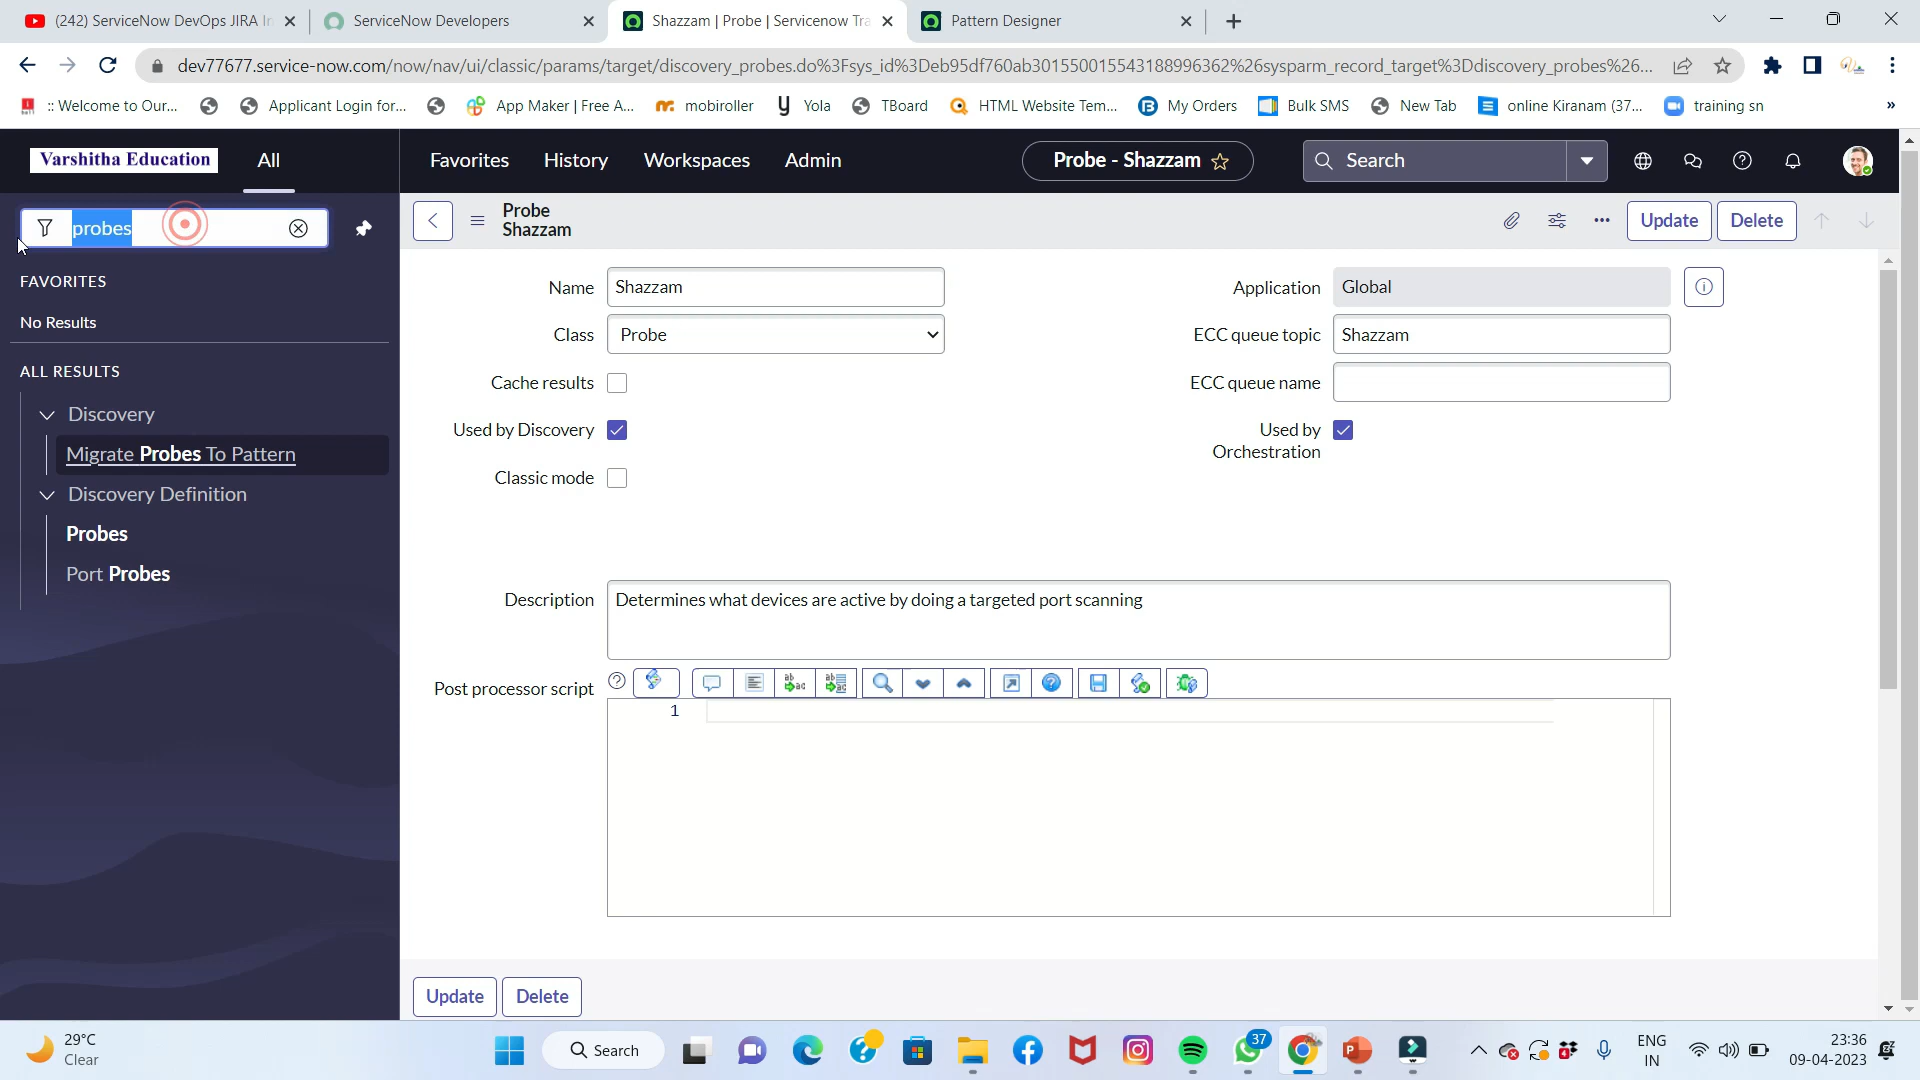 (242) ServiceNow DevOps JIRA In
ServiceNow Developers
Shazzam | Probe | Servicenow Tra
Pattern Designer
dev77677.service-now.com/now/nav/ui/classic/params/target/discovery_probes.do%3Fsys_id%3Deb95df760ab30155001554318899 6362%26sysparm_record_target%3Ddiscovery_probes%26...
:: Welcome to Our...
Applicant Login for...
App Maker | Free A...
mobiroller
Yola
TBoard
HTML Website Tem...
My Orders
Bulk SMS
New Tab
online Kiranam (37...
training sn
»
Varshitha Education
All
Favorites
History
Workspaces
Admin
Probe - Shazzam
Search
probes
Probe
Shazzam
Update
Delete
FAVORITES
No Results
ALL RESULTS
Discovery
Migrate Probes To Pattern
Discovery Definition
Probes
Port Probes
Name
Shazzam
Application
Global
Class
Probe
ECC queue topic
Shazzam
Cache results
ECC queue name
Used by Discovery
Used by
Orchestration
Classic mode
Description
Determines what devices are active by doing a targeted port scanning
Post processor script
1
Update
Delete
29°C
Clear
Search
37
ENG
IN
23:36
09-04-2023